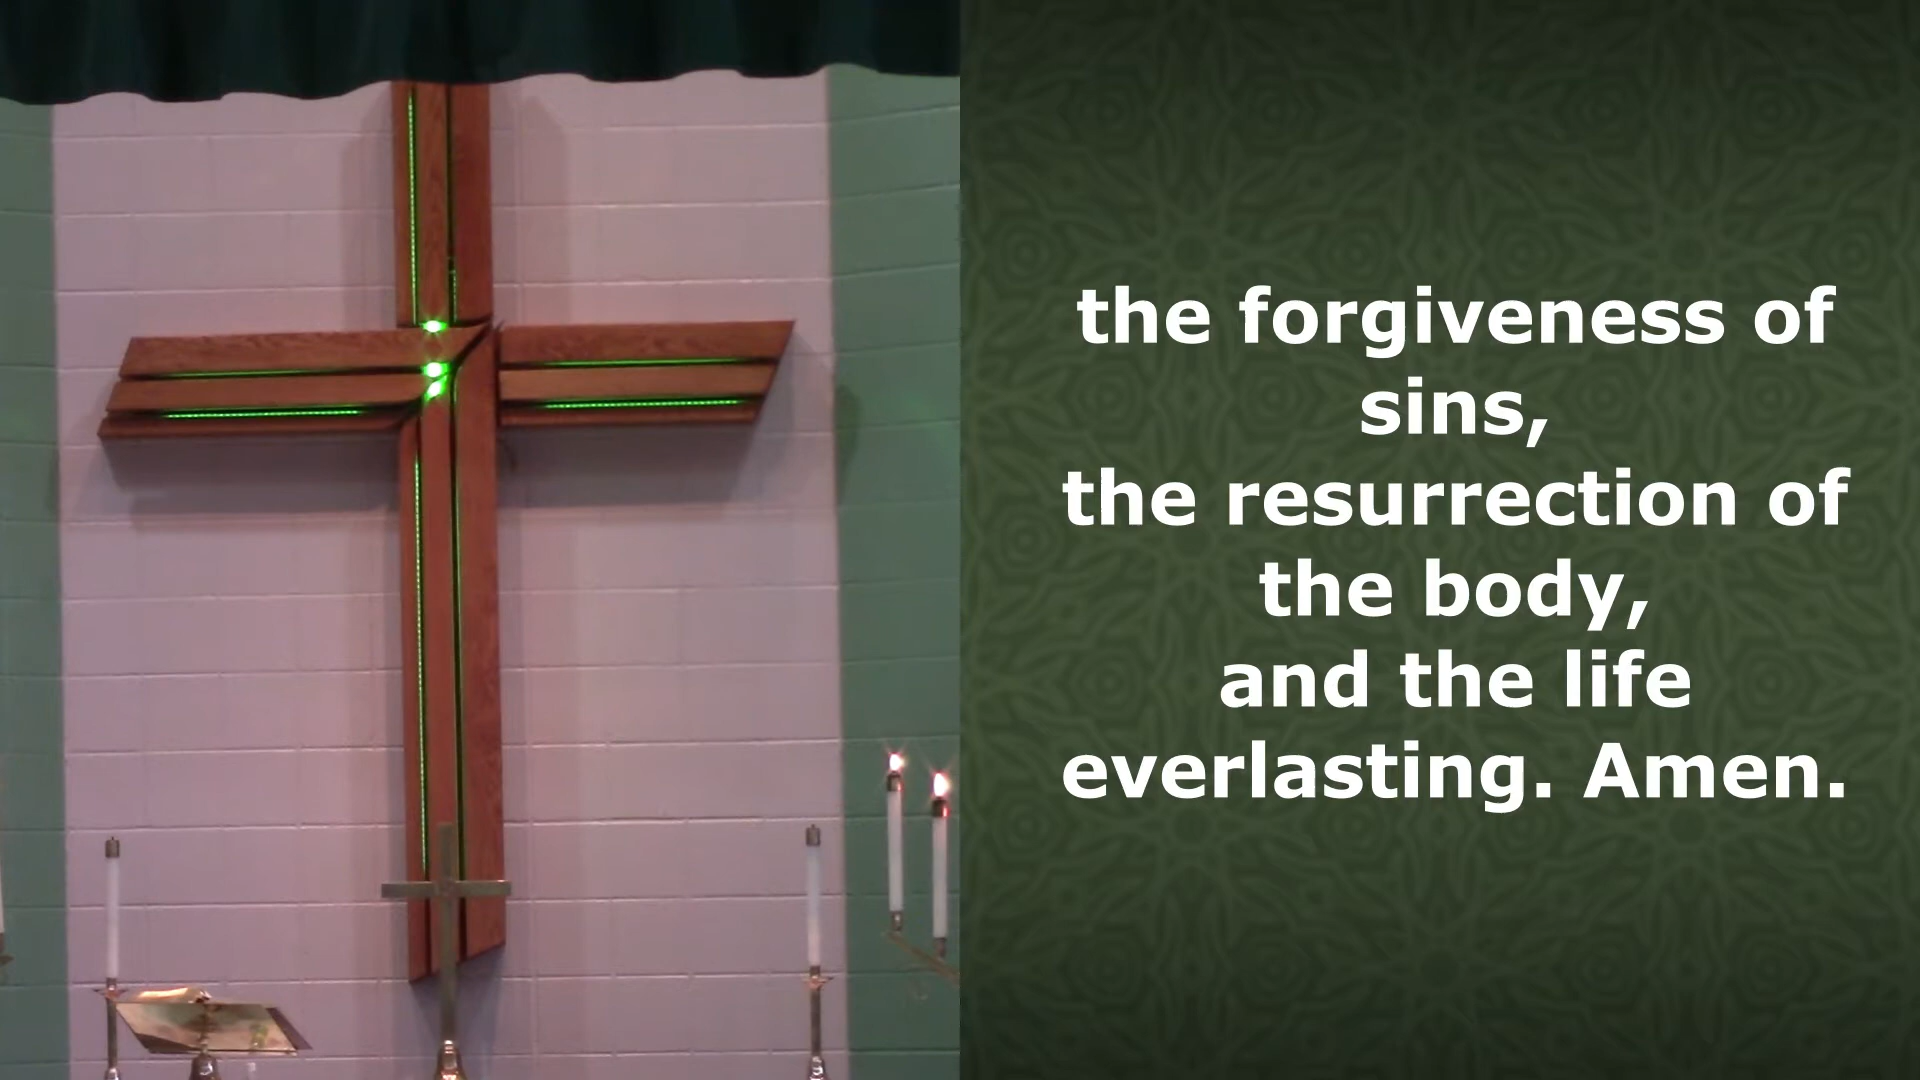 the forgiveness of
sins,
the resurrection of
the body,
and the life
everlasting. Amen.